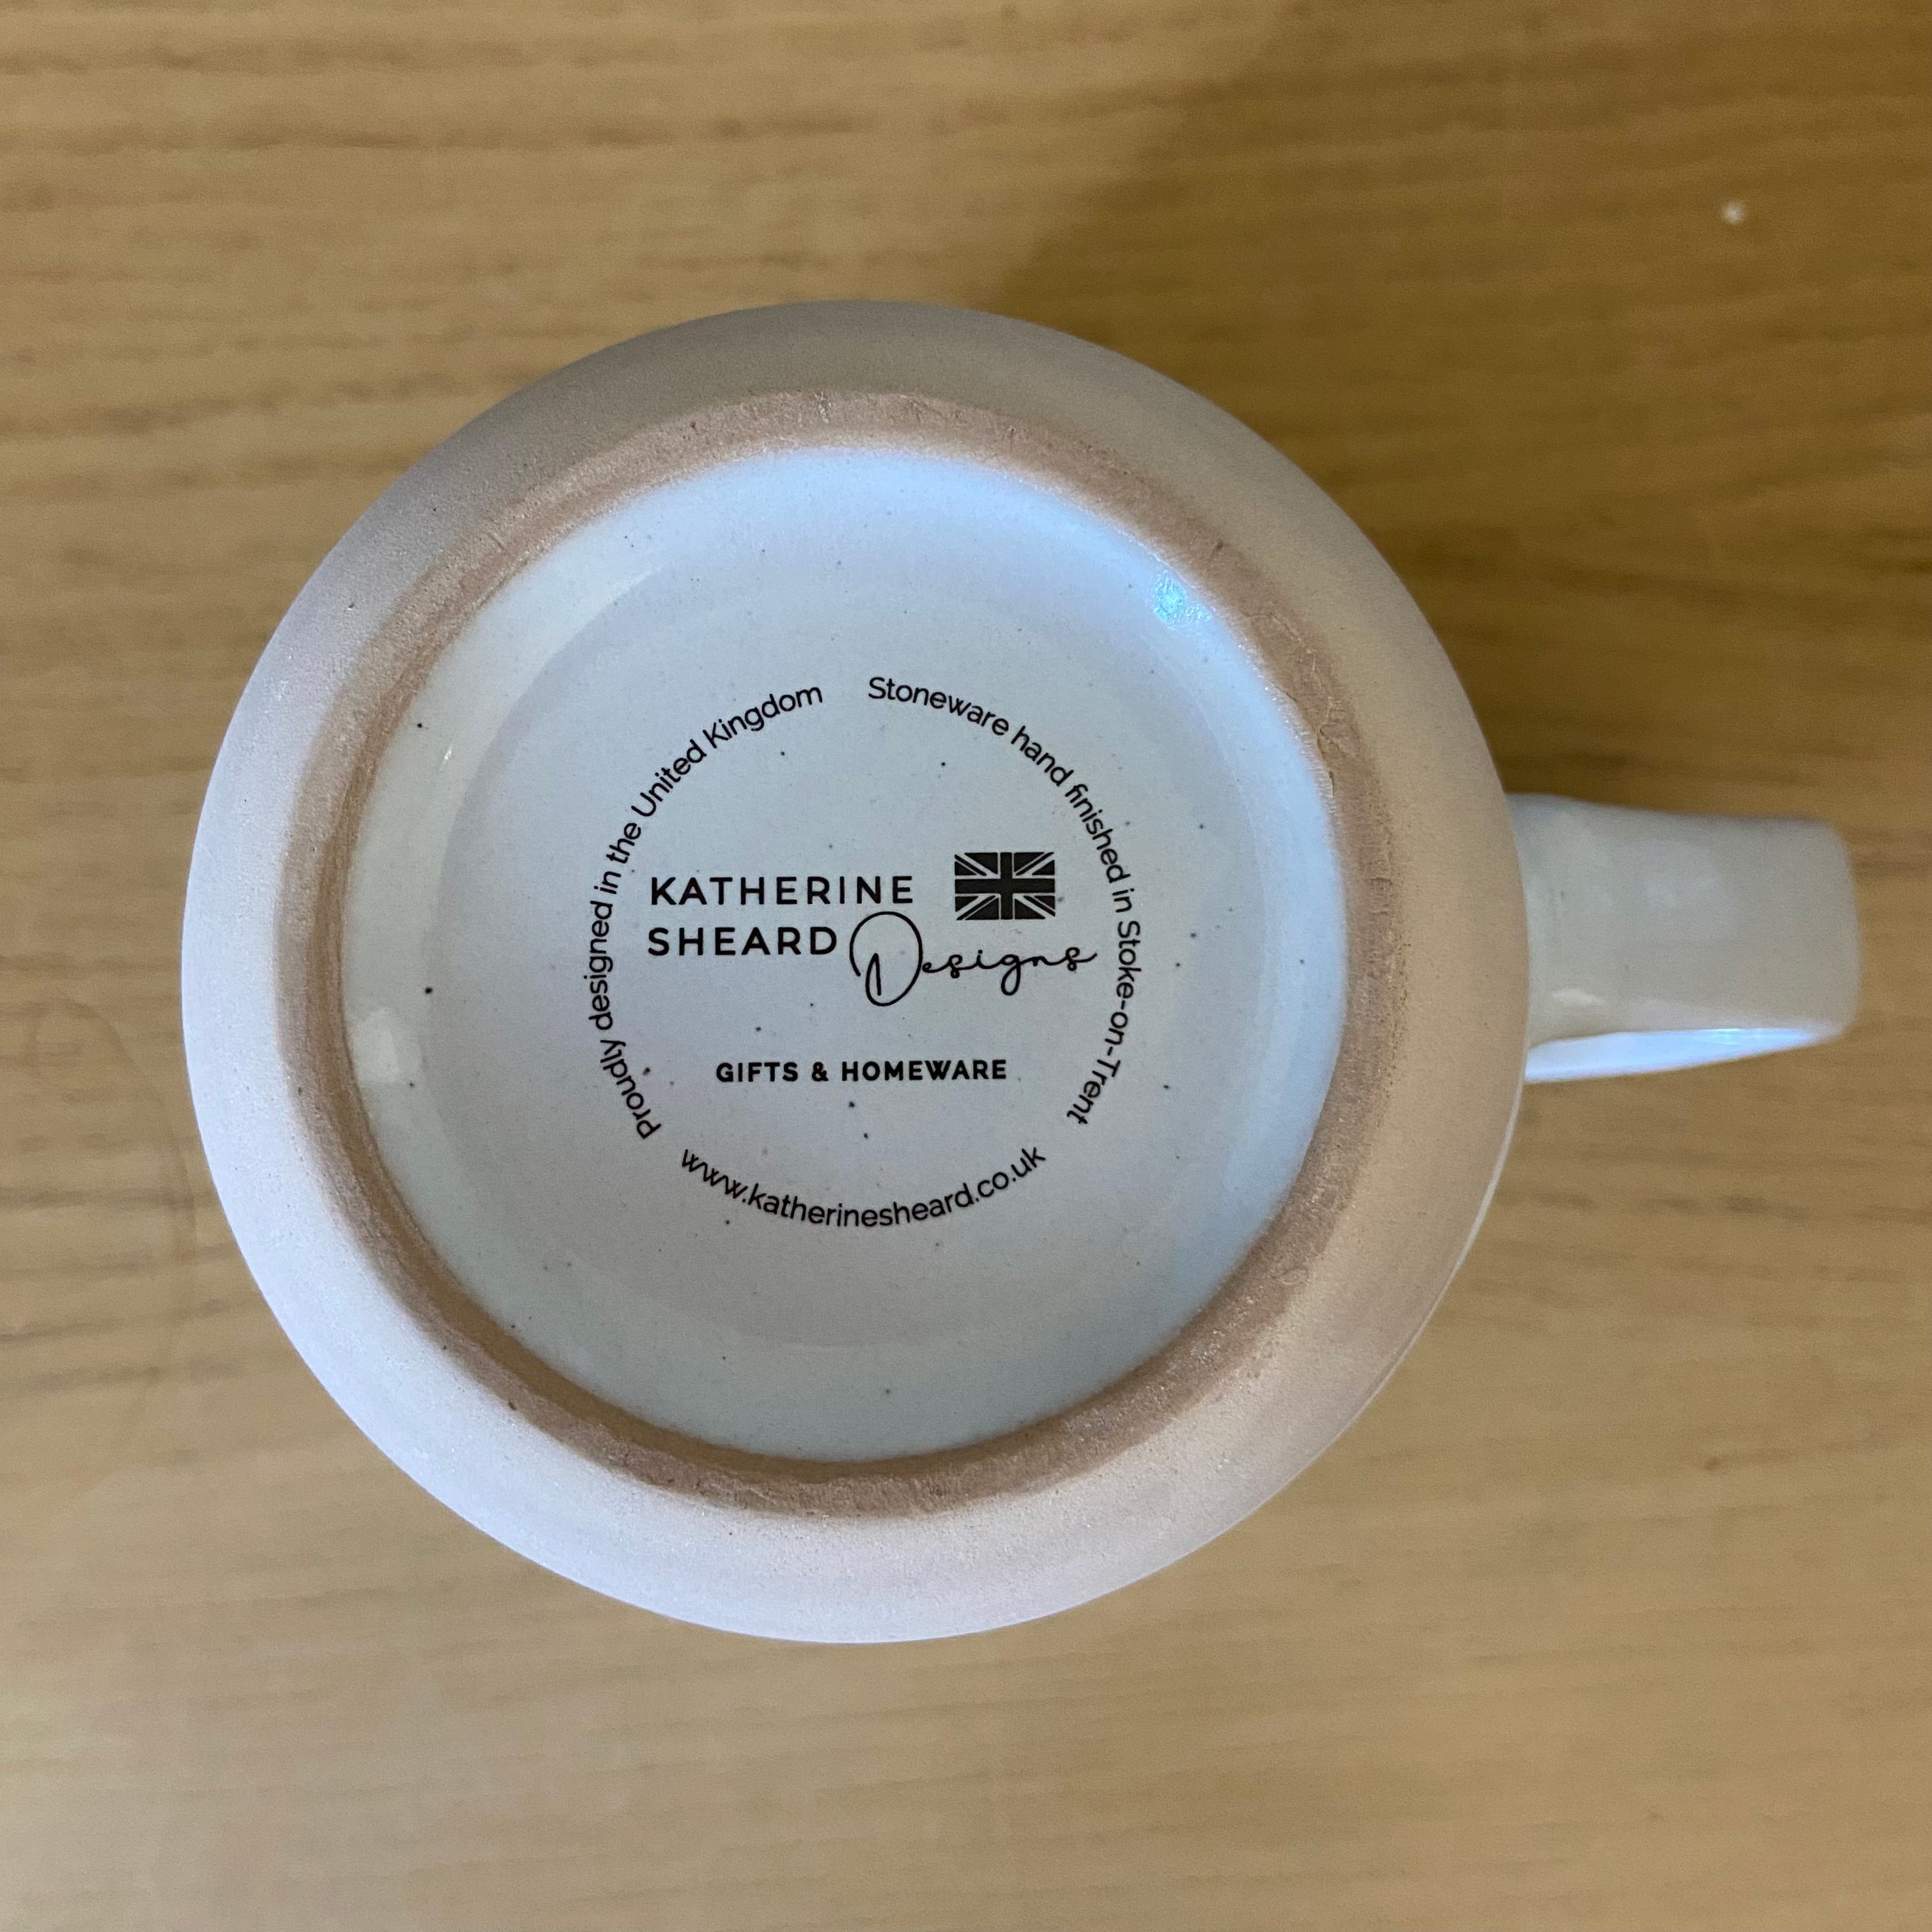 Proudly designed in the United Kingdom
Stoneware hand finished in Stoke-on-Trent
KATHERINE
SHEARD Designs
GIFTS & HOMEWARE
www.katherinesheard.co.uk